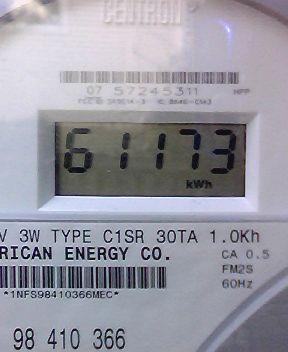 CENTRON
07 57245311 HPP
61173
kWh
V 3W TYPE C1SR 30TA 1.0Kh
RICAN ENERGY CO. CA 0.5
FM2S
*1NFS98410366MEC* 60Hz
98 410 366